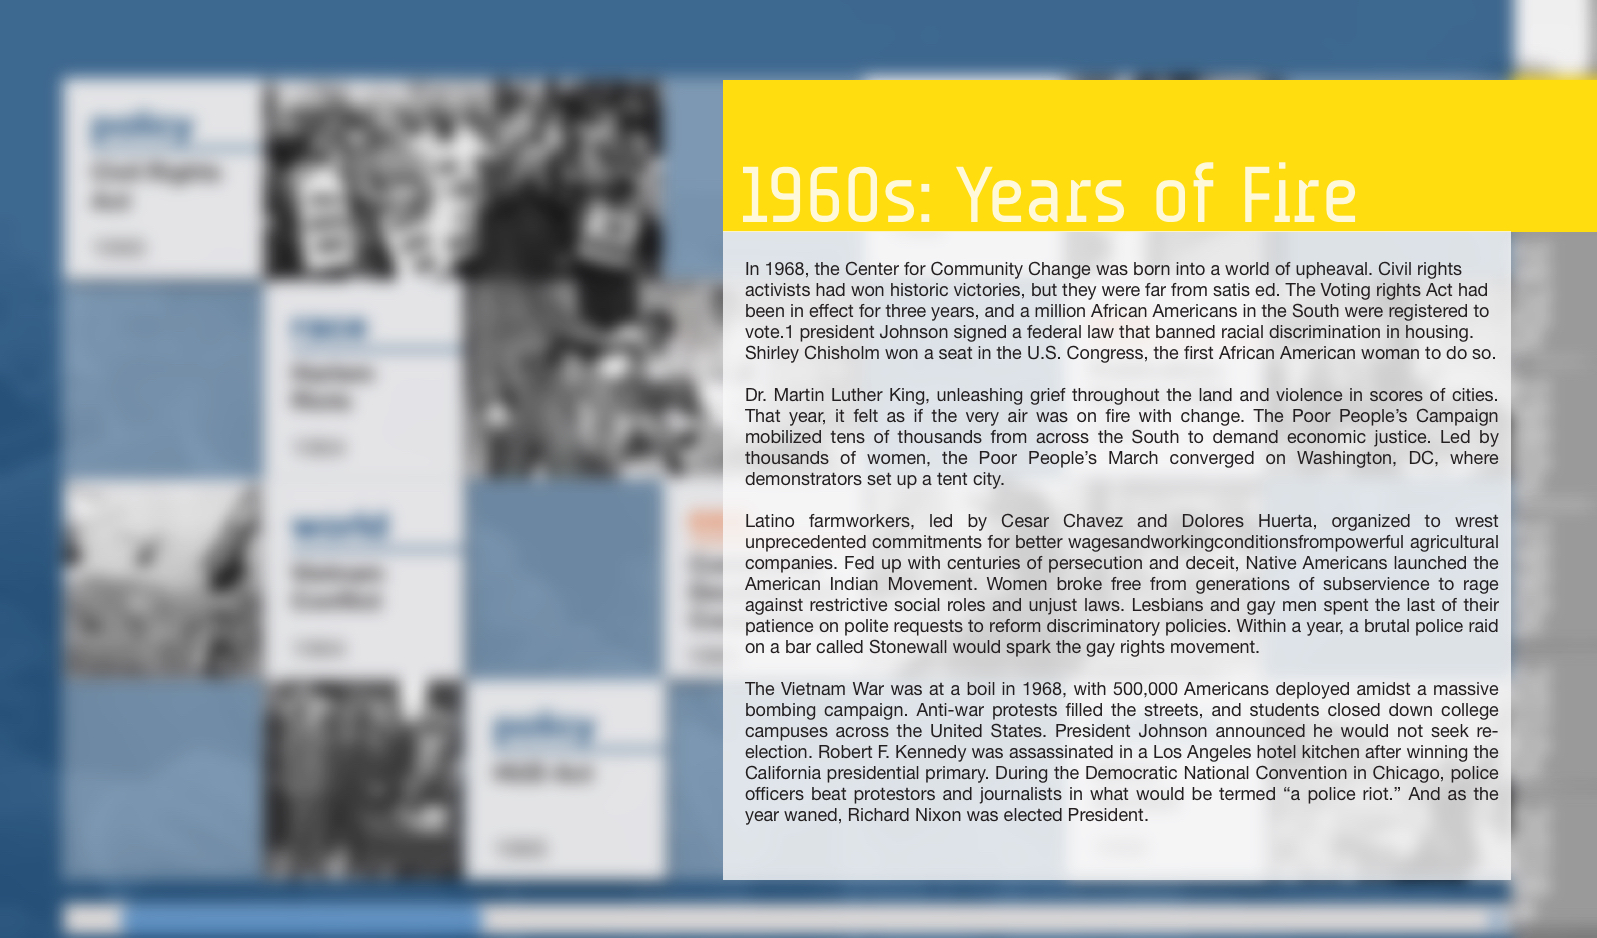 policy
Civil Rights
Act
race
Harlem
Riots
1964
world
Vietnam
Conflict
1964
policy
HUD Act
1960s: Years of Fire
In 1968, the Center for Community Change was born into a world of upheaval. Civil rights
activists had won historic victories, but they were far from satis ed. The Voting rights Act had
been in effect for three years, and a million African Americans in the South were registered to
vote.1 president Johnson signed a federal law that banned racial discrimination in housing.
Shirley Chisholm won a seat in the U.S. Congress, the first African American woman to do so.
Dr. Martin Luther King, unleashing grief throughout the land and violence in scores of cities.
That year, it felt as if the very air was on fire with change. The Poor People’s Campaign
mobilized tens of thousands from across the South to demand economic justice. Led by
thousands of women, the Poor People’s March converged on Washington, DC, where
demonstrators set up a tent city.
Latino farmworkers, led by Cesar Chavez and Dolores Huerta, organized to wrest
unprecedented commitments for better wagesandworkingconditionsfrompowerful agricultural
companies. Fed up with centuries of persecution and deceit, Native Americans launched the
American Indian Movement. Women broke free from generations of subservience to rage
against restrictive social roles and unjust laws. Lesbians and gay men spent the last of their
patience on polite requests to reform discriminatory policies. Within a year, a brutal police raid
on a bar called Stonewall would spark the gay rights movement.
The Vietnam War was at a boil in 1968, with 500,000 Americans deployed amidst a massive
bombing campaign. Anti-war protests filled the streets, and students closed down college
campuses across the United States. President Johnson announced he would not seek re-
election. Robert F. Kennedy was assassinated in a Los Angeles hotel kitchen after winning the
California presidential primary. During the Democratic National Convention in Chicago, police
officers beat protestors and journalists in what would be termed “a police riot.” And as the
year waned, Richard Nixon was elected President.